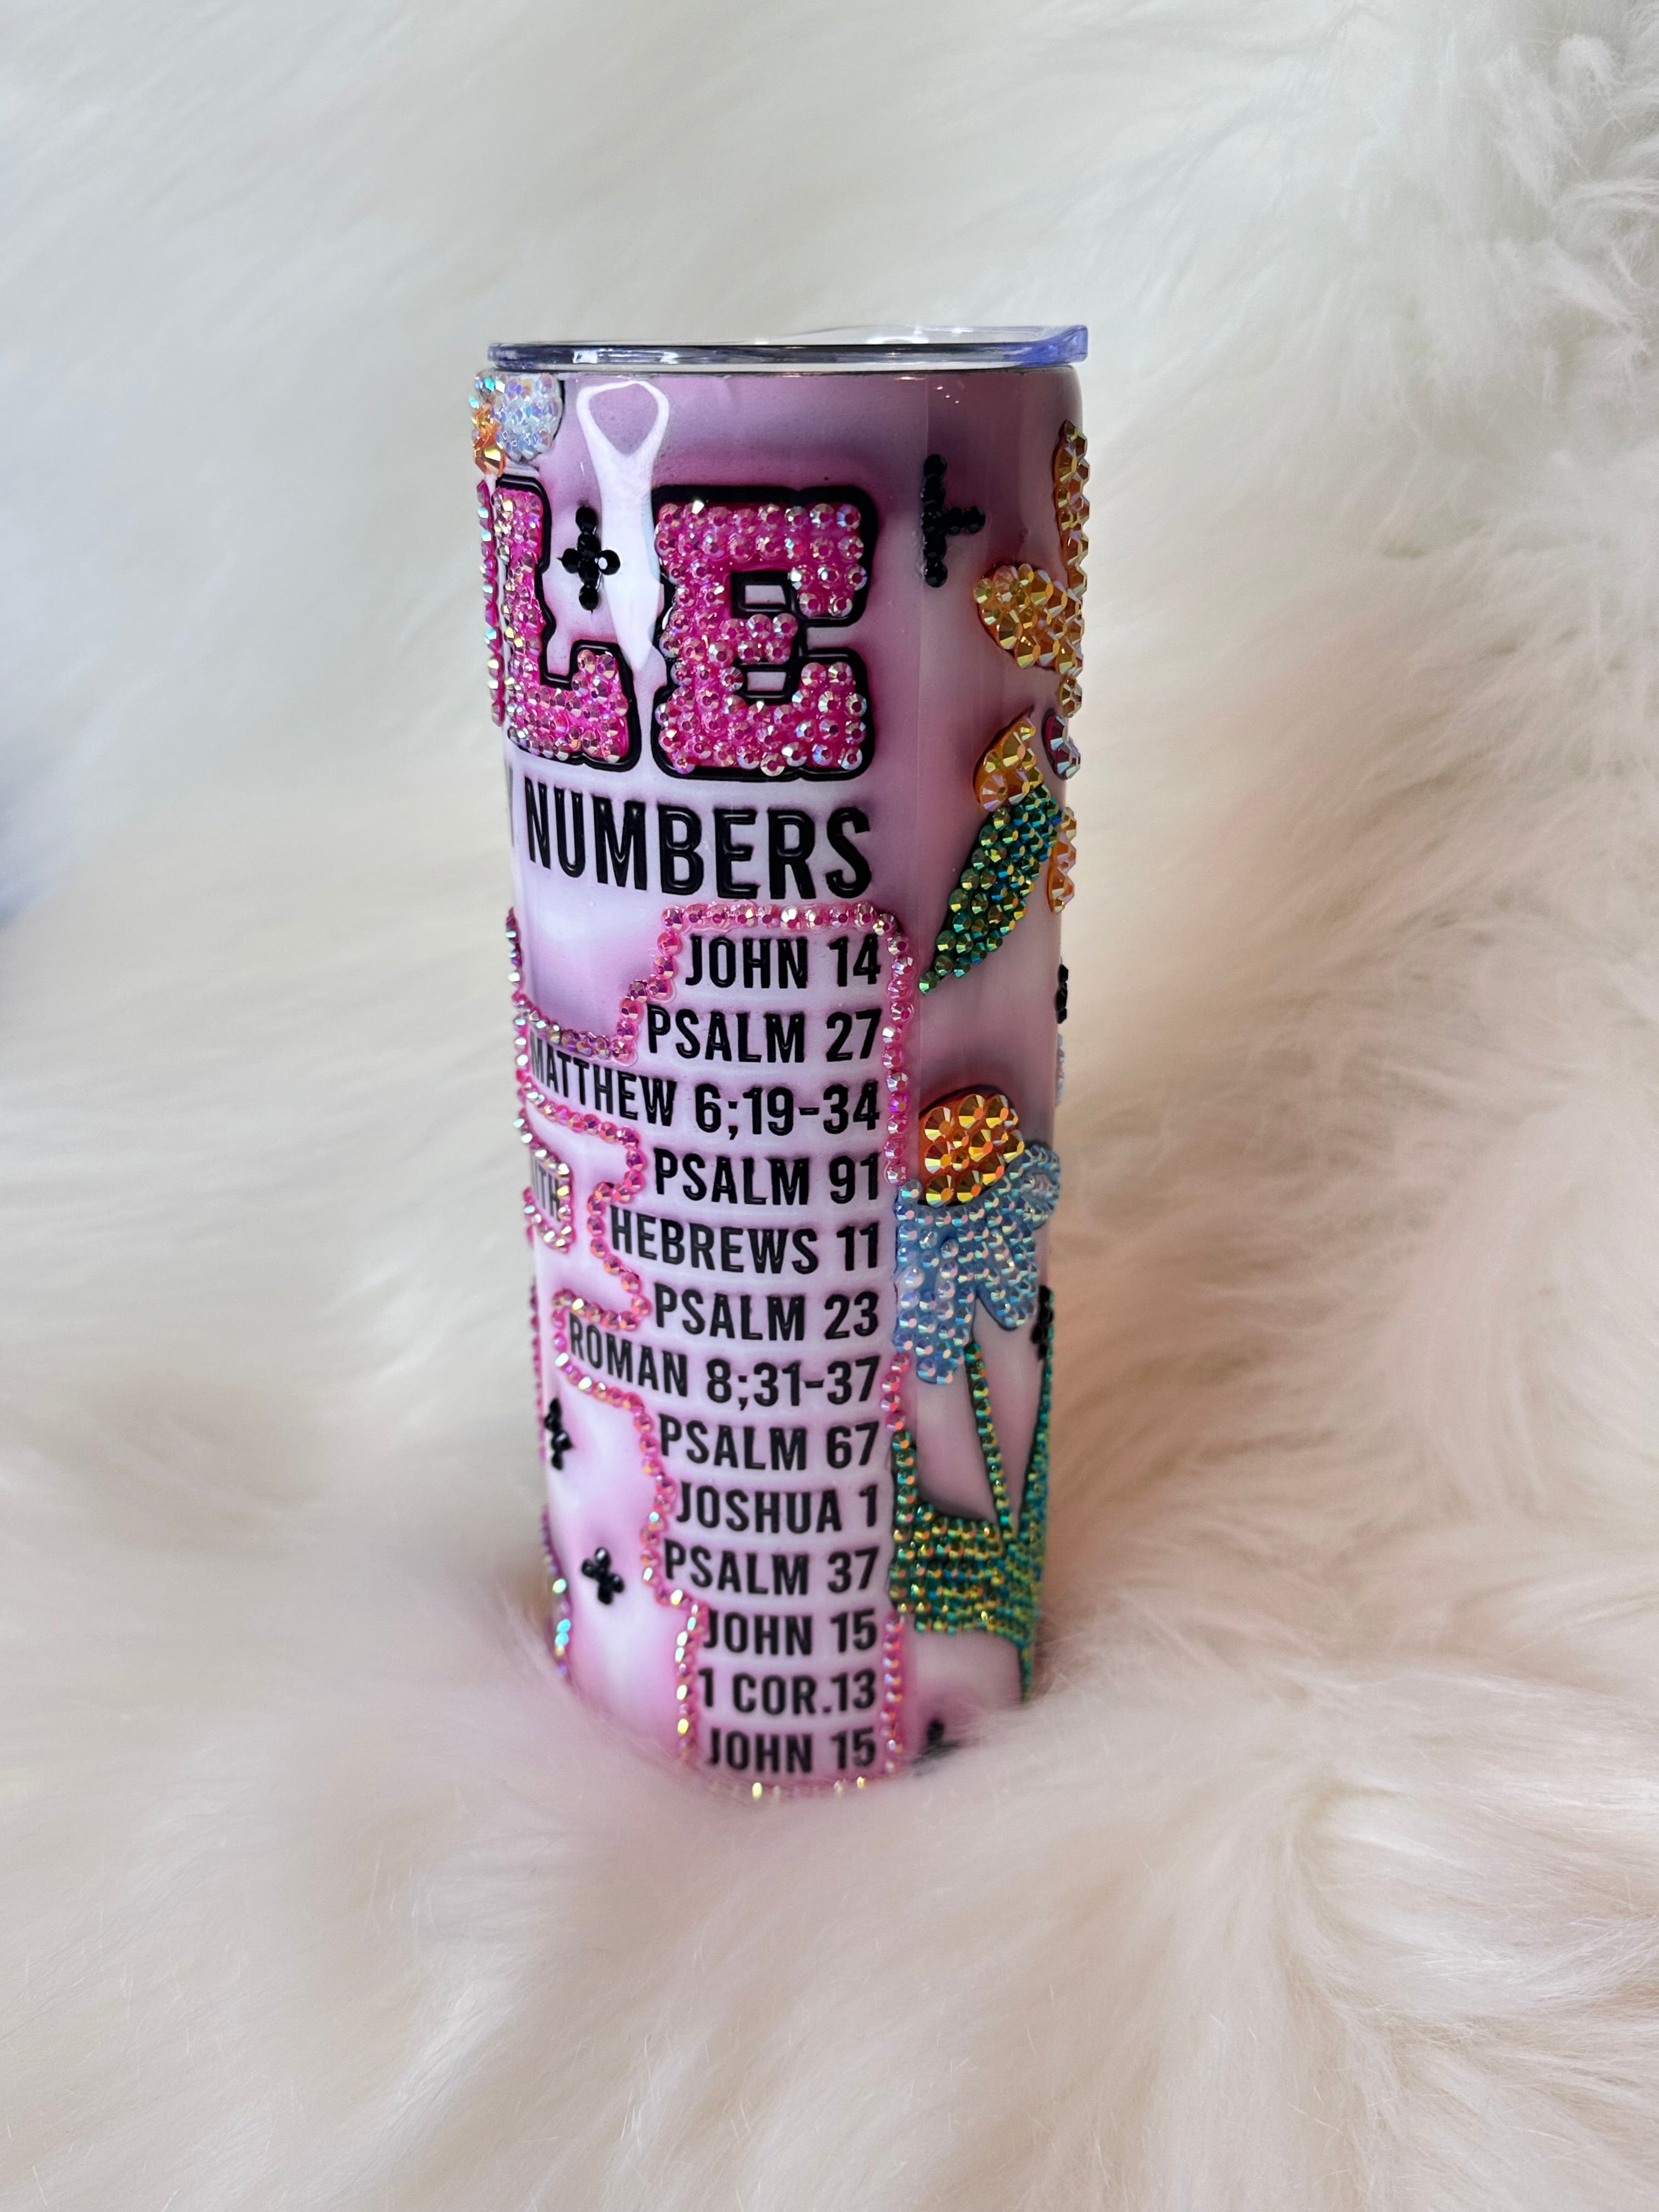 LE
NUMBERS
JOHN 14
PSALM 27
MATTHEW 6;19-34
PSALM 91
HEBREWS 11
PSALM 23
ROMAN 8;31-37
PSALM 67
JOSHUA 1
PSALM 37
JOHN 15
1 COR.13
JOHN 15